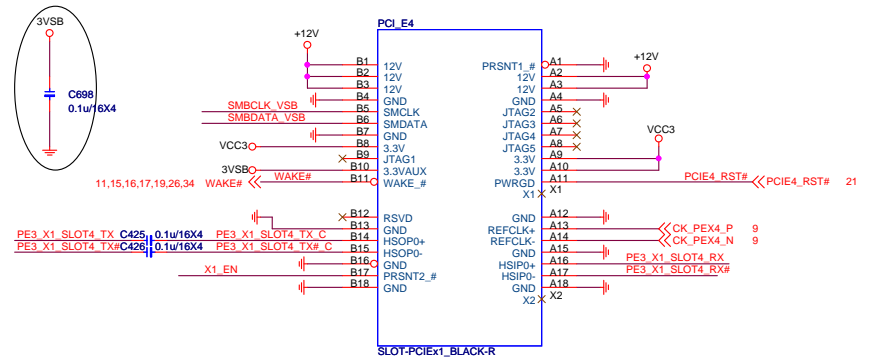 PCI_E4
3VSB
C698
0.1u/16X4
+12V
+12V
B1 12V PRSNT1_# A1
B2 12V 12V A2
B3 12V 12V A3
B4 GND GND A4
SMBCLK_VSB B5 SMCLK JTAG2 A5
SMBDATA_VSB B6 SMDATA JTAG3 A6
B7 GND JTAG4 A7
VCC3 B8 3.3V JTAG5 A8
VCC3
B9 JTAG1 3.3V A9
3VSB B10 3.3VAUX 3.3V A10
11,15,16,17,19,26,34 WAKE# WAKE# B11 WAKE_# PWRGD A11 PCIE4_RST# PCIE4_RST# 21
X1 X1
B12 RSVD GND A12
B13 GND REFCLK+ A13 CK_PEX4_P 9
PE3_X1_SLOT4_TX C425 0.1u/16X4 PE3_X1_SLOT4_TX_C B14 HSOP0+ REFCLK- A14 CK_PEX4_N 9
PE3_X1_SLOT4_TX# C426 0.1u/16X4 PE3_X1_SLOT4_TX#_C B15 HSOP0- GND A15
B16 GND HSIP0+ A16 PE3_X1_SLOT4_RX
X1_EN B17 PRSNT2_# HSIP0- A17 PE3_X1_SLOT4_RX#
B18 GND GND A18
X2 X2
SLOT-PCIEx1_BLACK-R